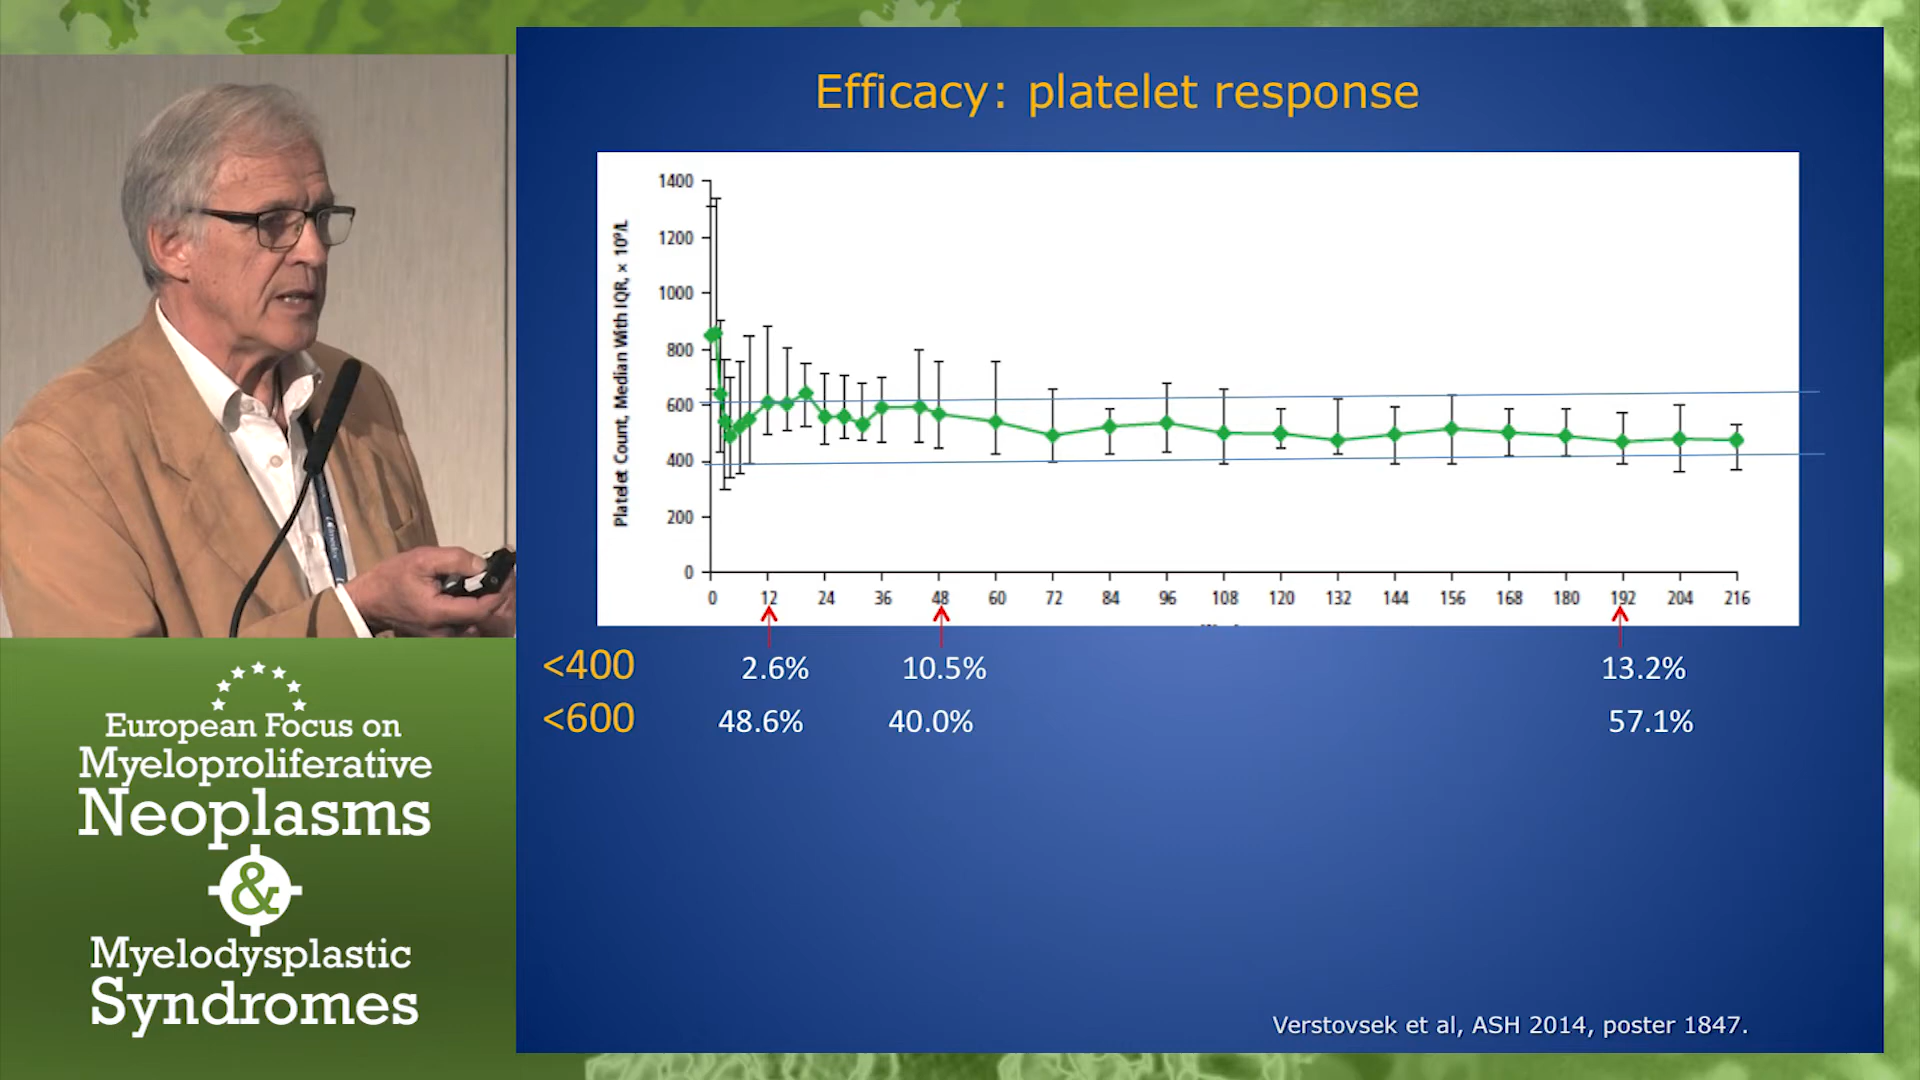 Efficacy: platelet response
Platelet Count, Median With IQR, × 10⁹/L
1400
1200
1000
800
600
400
200
0
0 12 24 36 48 60 72 84 96 108 120 132 144 156 168 180 192 204 216
<400 2.6% 10.5% 13.2%
<600 48.6% 40.0% 57.1%
Verstovsek et al, ASH 2014, poster 1847.
European Focus on
Myeloproliferative
Neoplasms
&
Myelodysplastic
Syndromes